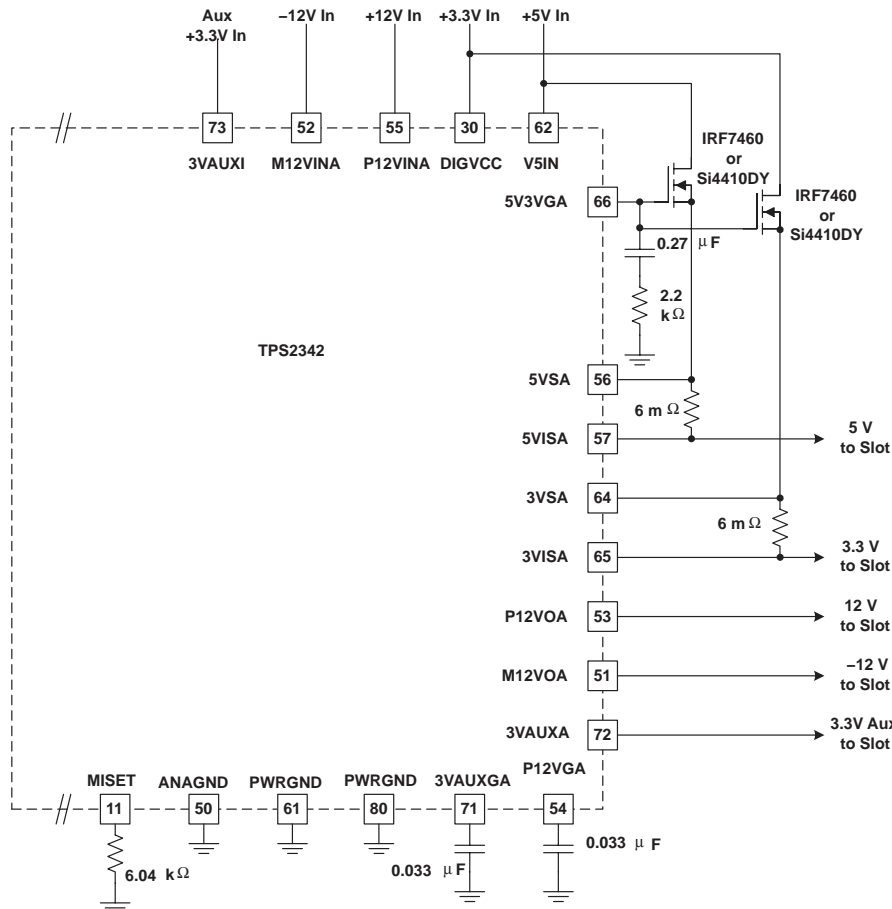 Aux
+3.3V In
–12V In
+12V In
+3.3V In
+5V In
73
52
55
30
62
3VAUXI
M12VINA
P12VINA
DIGVCC
V5IN
IRF7460
or
Si4410DY
IRF7460
or
Si4410DY
5V3VGA
66
0.27 μF
2.2
kΩ
TPS2342
5VSA
56
6 mΩ
5VISA
57
5 V
to Slot
3VSA
64
6 mΩ
3VISA
65
3.3 V
to Slot
P12VOA
53
12 V
to Slot
M12VOA
51
–12 V
to Slot
3VAUXA
72
3.3V Aux
to Slot
MISET
ANAGND
PWRGND
PWRGND
3VAUXGA
P12VGA
11
50
61
80
71
54
6.04 kΩ
0.033 μF
0.033 μF